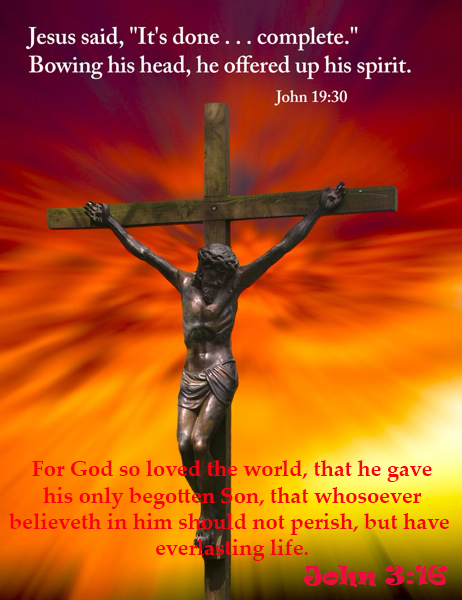 Jesus said, "It's done . . . complete."
Bowing his head, he offered up his spirit.
John 19:30
For God so loved the world, that he gave
his only begotten Son, that whosoever
believeth in him should not perish, but have
everlasting life.
John 3:16